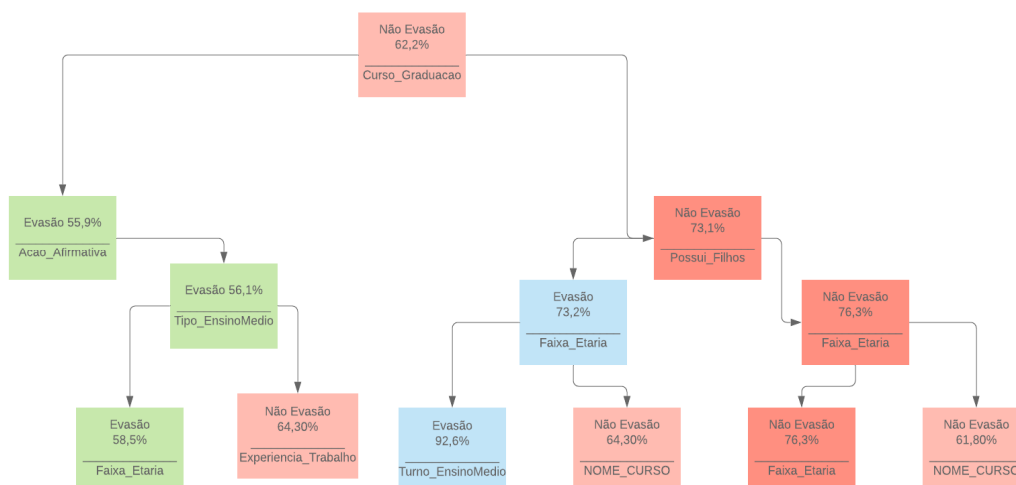 Não Evasão
62,2%
Curso_Graduacao
Evasão 55,9%
Acao_Afirmativa
Não Evasão
73,1%
Possui_Filhos
Evasão 56,1%
Tipo_EnsinoMedio
Evasão
73,2%
Faixa_Etaria
Não Evasão
76,3%
Faixa_Etaria
Evasão
58,5%
Faixa_Etaria
Não Evasão
64,30%
Experiencia_Trabalho
Evasão
92,6%
Turno_EnsinoMedio
Não Evasão
64,30%
NOME_CURSO
Não Evasão
76,3%
Faixa_Etaria
Não Evasão
61,80%
NOME_CURSO